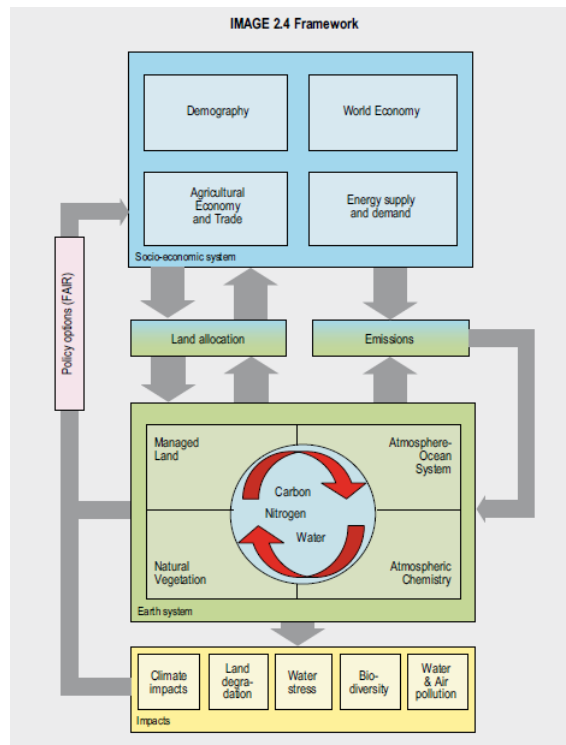 IMAGE 2.4 Framework
Demography
World Economy
Agricultural
Economy
and Trade
Energy supply
and demand
Socio-economic system
Policy options (FAIR)
Land allocation
Emissions
Managed
Land
Atmosphere-
Ocean
System
Carbon
Nitrogen
Water
Natural
Vegetation
Atmospheric
Chemistry
Earth system
Climate
impacts
Land
degra-
dation
Water
stress
Bio-
diversity
Water
& Air
pollution
Impacts